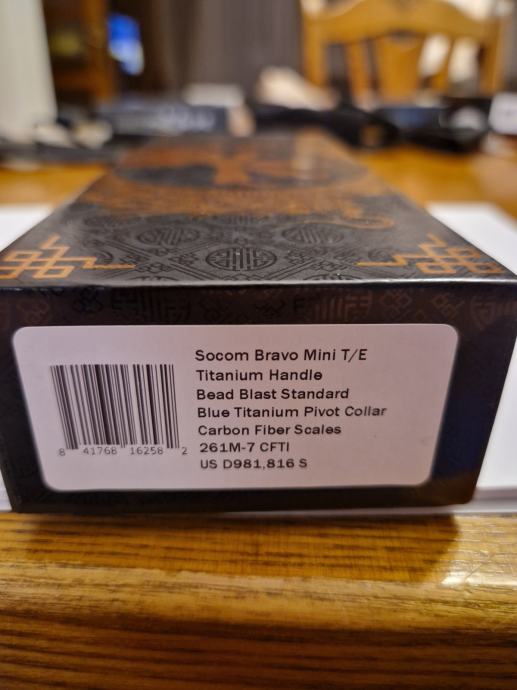 Socom Bravo Mini T/E
Titanium Handle
Bead Blast Standard
Blue Titanium Pivot Collar
Carbon Fiber Scales
261M-7 CFTI
US D981,816 S
8 41768 16258 2